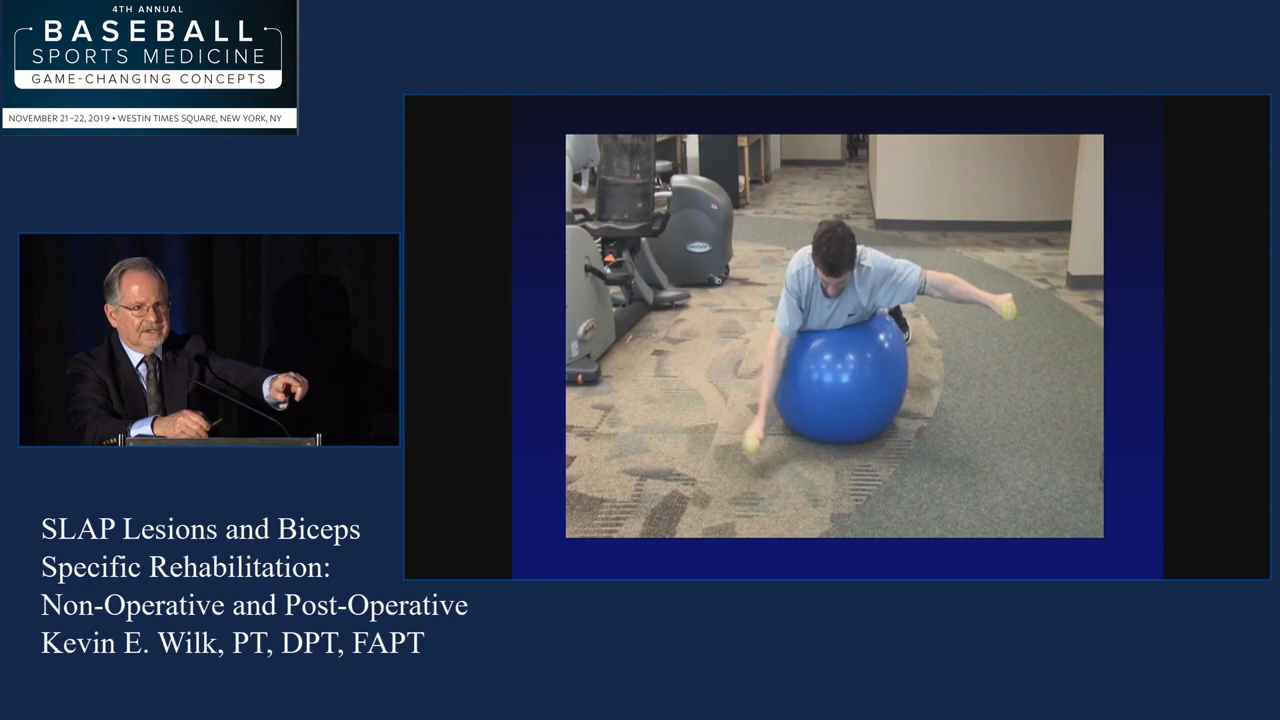 4TH ANNUAL
BASEBALL
SPORTS MEDICINE
GAME-CHANGING CONCEPTS
NOVEMBER 21-22, 2019 • WESTIN TIMES SQUARE, NEW YORK, NY
SLAP Lesions and Biceps
Specific Rehabilitation:
Non-Operative and Post-Operative
Kevin E. Wilk, PT, DPT, FAPT